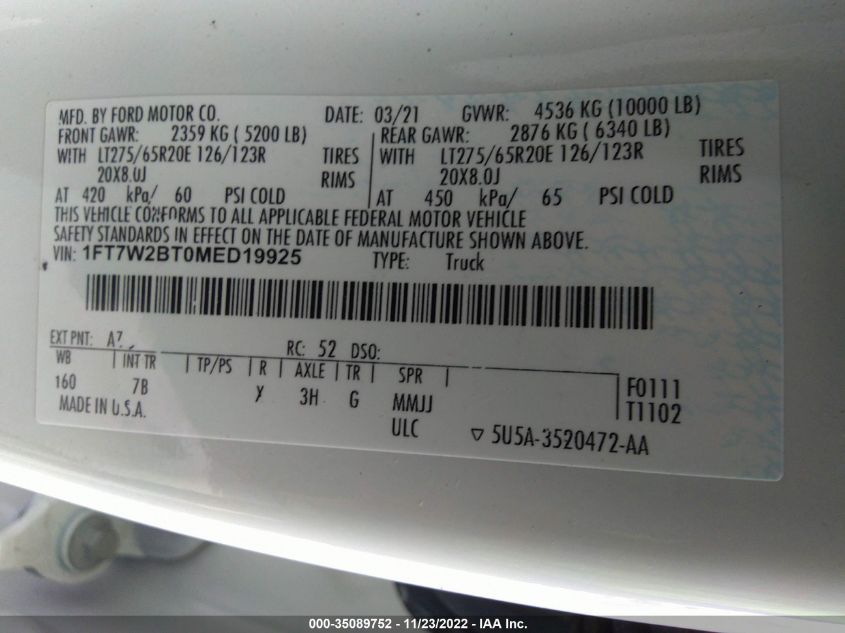 MFD. BY FORD MOTOR CO. DATE: 03/21 GVWR: 4536 KG (10000 LB)
FRONT GAWR: 2359 KG ( 5200 LB) REAR GAWR: 2876 KG ( 6340 LB)
WITH LT275/65R20E 126/123R TIRES WITH LT275/65R20E 126/123R TIRES
20X8.0J RIMS 20X8.0J RIMS
AT 420 kPa/ 60 PSI COLD AT 450 kPa/ 65 PSI COLD
THIS VEHICLE CONFORMS TO ALL APPLICABLE FEDERAL MOTOR VEHICLE
SAFETY STANDARDS IN EFFECT ON THE DATE OF MANUFACTURE SHOWN ABOVE.
VIN: 1FT7W2BT0MED19925 TYPE: Truck
EXT PNT: RC: 52 DSO:
WB INT TR TP/PS R AXLE TR SPR
160 7B 3H G MMJJ F0111
MADE IN U.S.A. ULC T1102
▽ 5U5A-3520472-AA
000-35089752 - 11/23/2022 - IAA Inc.